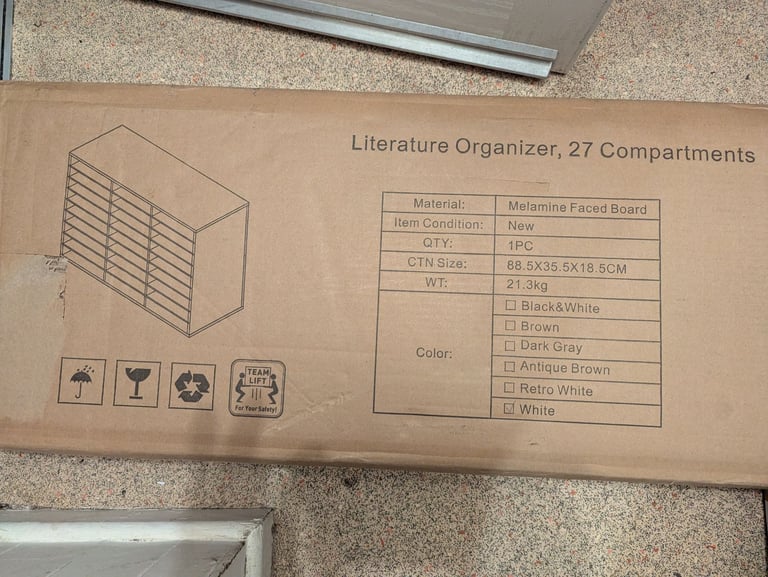 Literature Organizer, 27 Compartments
Material: Melamine Faced Board
Item Condition: New
QTY: 1PC
CTN Size: 88.5X35.5X18.5CM
WT: 21.3kg
Color:
☐ Black&White
☐ Brown
☐ Dark Gray
☐ Antique Brown
☐ Retro White
☑ White
TEAM
LIFT
For Your Safety!